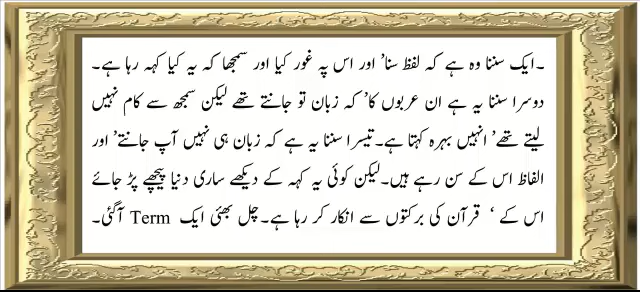 ۔ایک سننا وہ ہے کہ لفظ سنا’ اور اس پہ غور کیا اور سمجھا کہ یہ کیا کہہ رہا ہے۔
دوسرا سننا یہ ہے ان عربوں کا’ کہ زبان تو جانتے تھے لیکن سمجھ سے کام نہیں
لیتے تھے’ انہیں بہرہ کہتا ہے۔تیسرا سننا یہ ہے کہ زبان ہی نہیں آپ جانتے’ اور
الفاظ اس کے سن رہے ہیں۔لیکن کوئی یہ کہہ کے دیکھے ساری دنیا پیچھے پڑ جائے
اس کے ‘ قرآن کی برکتوں سے انکار کر رہا ہے۔چل بھئی ایک Term آگئی۔